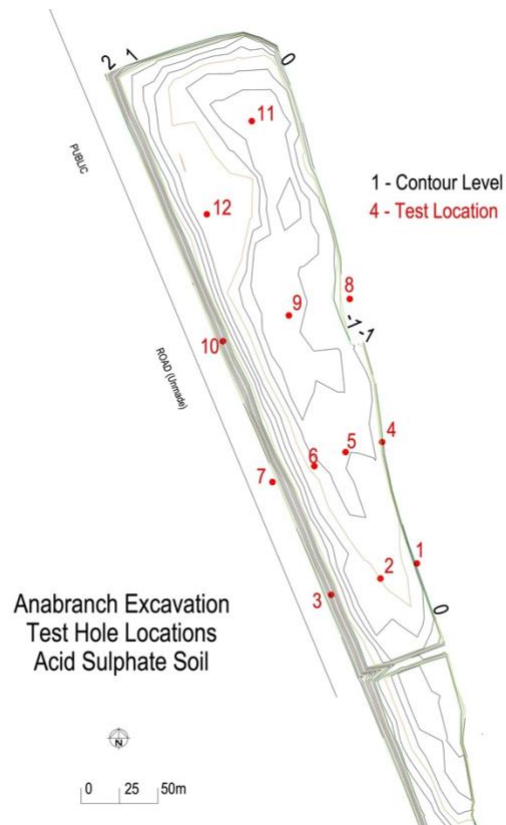 2 1
0
11
PUBLIC
1 - Contour Level
4 - Test Location
12
8
9
-1 -1
10
ROAD (Unmade)
4
5
6
7
1
2
3
0
Anabranch Excavation
Test Hole Locations
Acid Sulphate Soil
N
0 25 50m